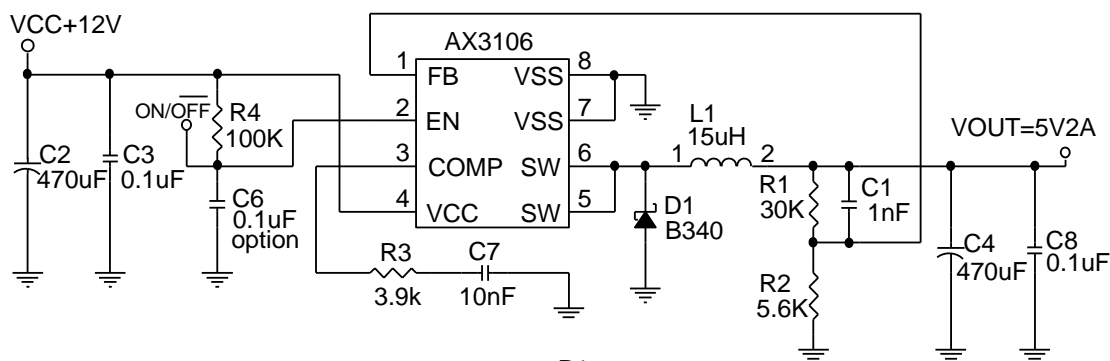 VCC+12V
AX3106
1 FB VSS 8
ON/OFF
R4
100K
2 EN VSS 7
L1
15uH
VOUT=5V2A
C2
470uF
C3
0.1uF
3 COMP SW 6
1 2
C6
0.1uF
option
4 VCC SW 5
D1
B340
R1
30K
C1
1nF
R3
3.9k
C7
10nF
R2
5.6K
C4
470uF
C8
0.1uF